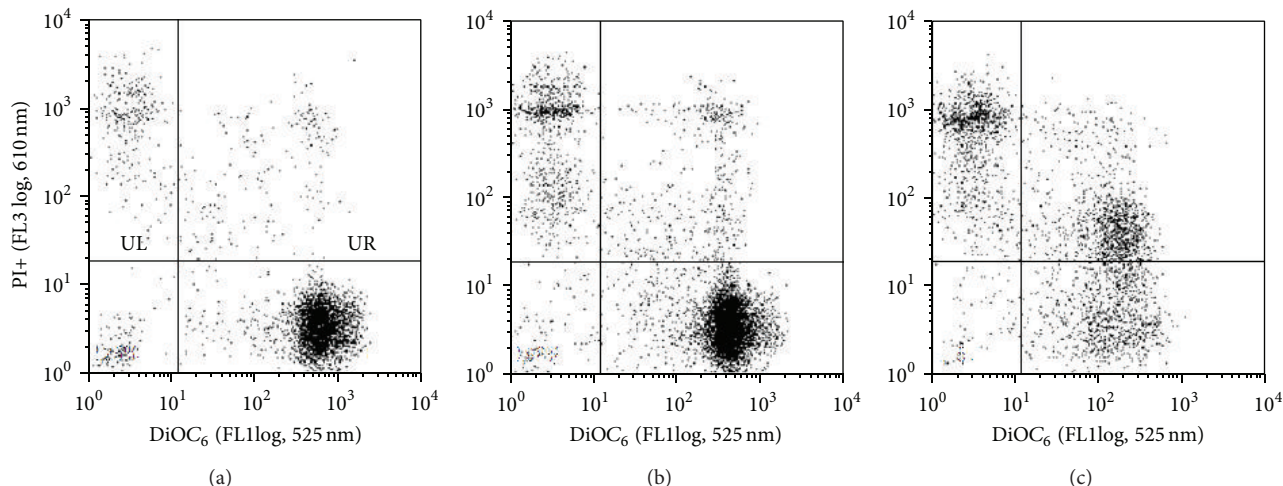 10⁴
10³
10²
10¹
10⁰
PI+ (FL3 log, 610 nm)
UL
UR
10⁰ 10¹ 10² 10³ 10⁴
DiOC₆ (FL1log, 525 nm)
(a)
10⁴
10³
10²
10¹
10⁰
10⁰ 10¹ 10² 10³ 10⁴
DiOC₆ (FL1log, 525 nm)
(b)
10⁴
10³
10²
10¹
10⁰
10⁰ 10¹ 10² 10³ 10⁴
DiOC₆ (FL1log, 525 nm)
(c)